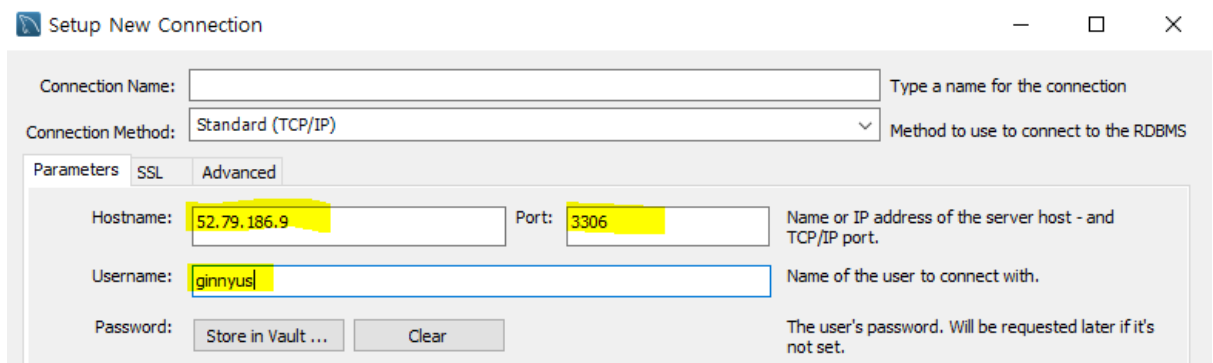 Setup New Connection
Connection Name: Type a name for the connection
Connection Method: Standard (TCP/IP) Method to use to connect to the RDBMS
Parameters SSL Advanced
Hostname: 52.79.186.9 Port: 3306 Name or IP address of the server host - and
TCP/IP port.
Username: ginnyus Name of the user to connect with.
Password: Store in Vault ... Clear The user's password. Will be requested later if it's
not set.